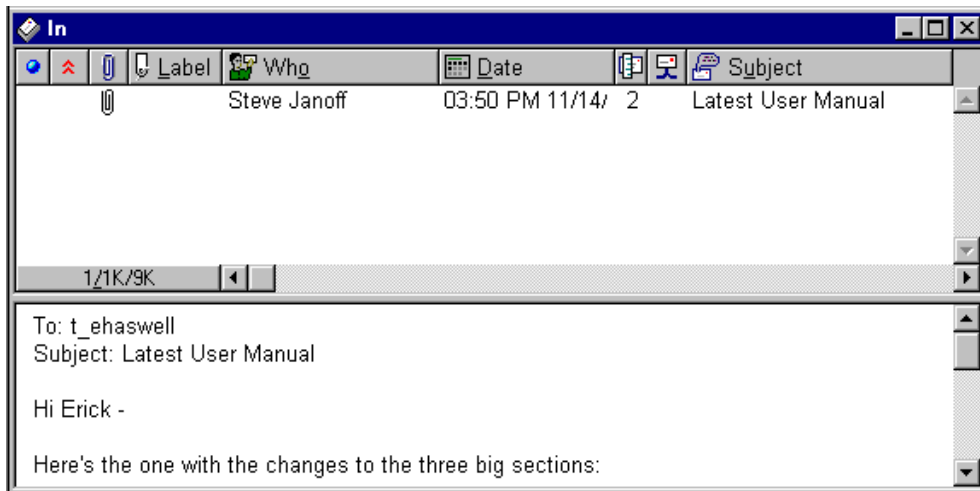 In
Label Who Date Subject
Steve Janoff 03:50 PM 11/14/ 2 Latest User Manual
1/1K/9K
To: t_ehaswell
Subject: Latest User Manual
Hi Erick -
Here's the one with the changes to the three big sections: